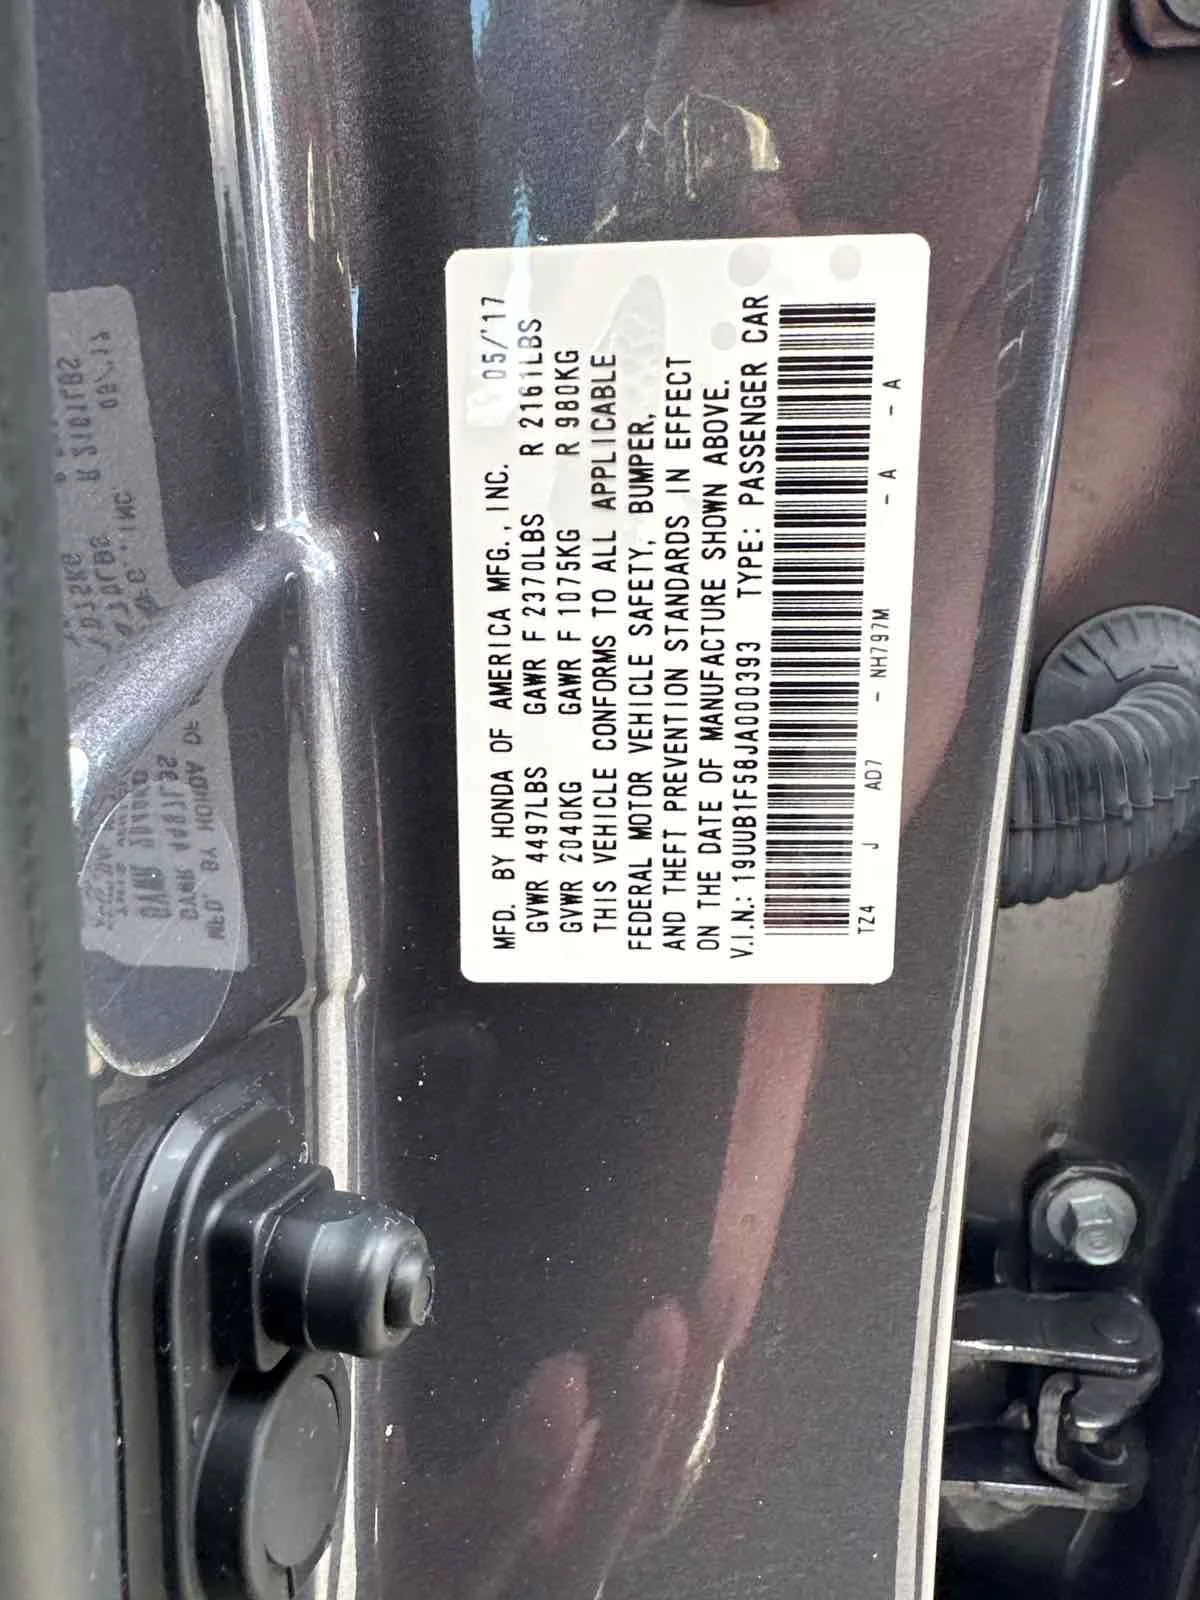 MFD. BY HONDA OF AMERICA MFG., INC. 05/'17
GVWR 4497LBS GAWR F 2370LBS R 2161LBS
GVWR 2040KG GAWR F 1075KG R 980KG
THIS VEHICLE CONFORMS TO ALL APPLICABLE
FEDERAL MOTOR VEHICLE SAFETY, BUMPER,
AND THEFT PREVENTION STANDARDS IN EFFECT
ON THE DATE OF MANUFACTURE SHOWN ABOVE.
V.I.N.: 19UUB1F58JA000393 TYPE: PASSENGER CAR
TZ4 J AD7 - NH797M - A - A